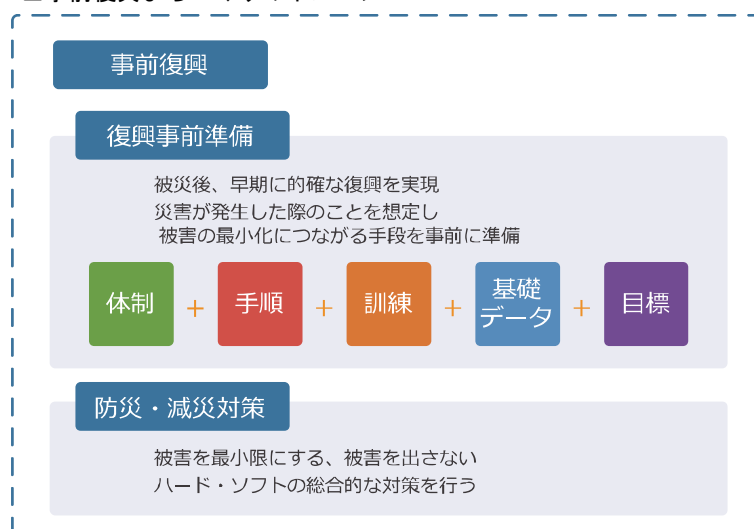 事前復興
復興事前準備
被災後、早期に的確な復興を実現
災害が発生した際のことを想定し
被害の最小化につながる手段を事前に準備
体制 + 手順 + 訓練 + 基礎データ + 目標
防災・減災対策
被害を最小限にする、被害を出さない
ハード・ソフトの総合的な対策を行う